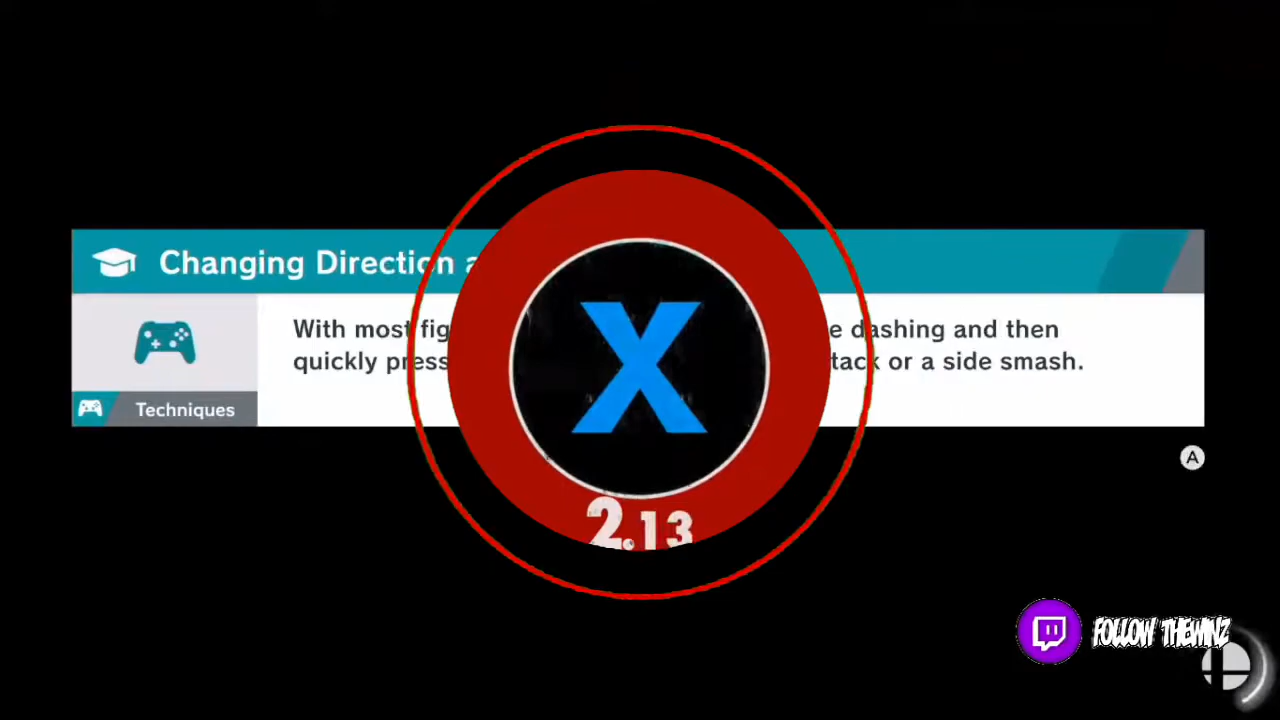 Changing Direction a
With most fig e dashing and then
quickly press tack or a side smash.
Techniques
X
2.13
A
FOLLOW THEWINZ